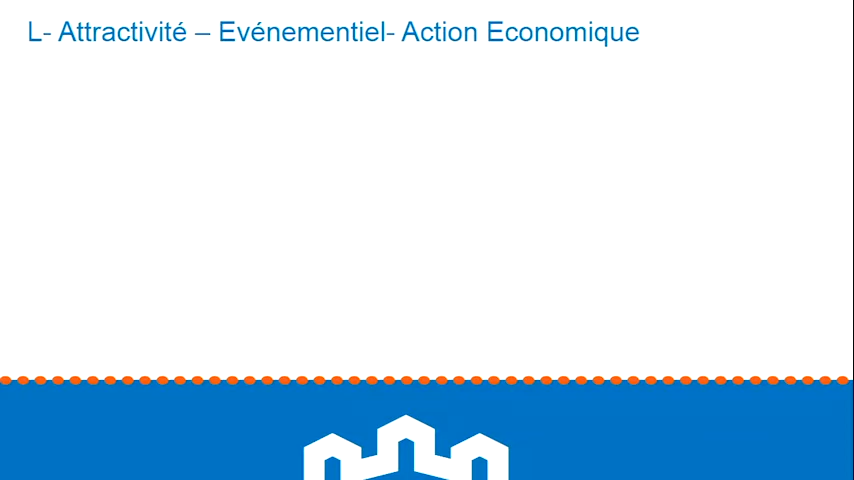 L- Attractivité – Evénementiel- Action Economique